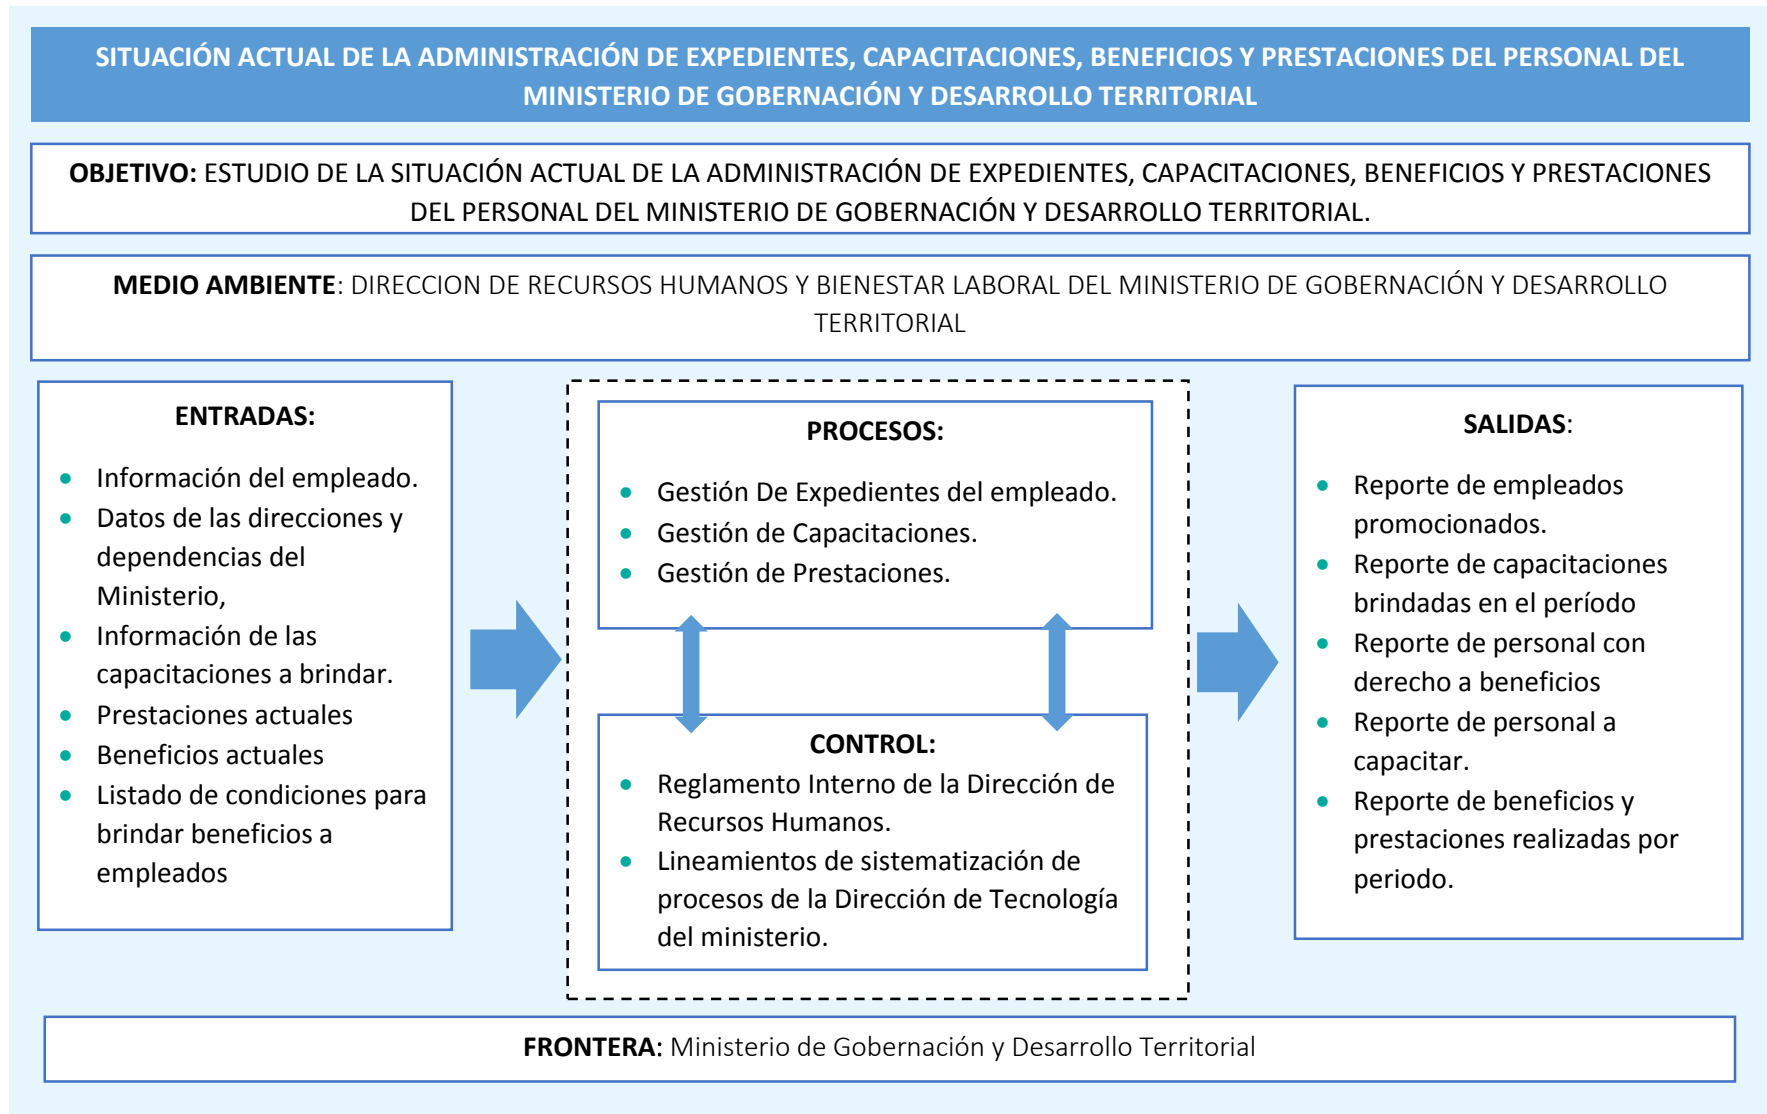 SITUACIÓN ACTUAL DE LA ADMINISTRACIÓN DE EXPEDIENTES, CAPACITACIONES, BENEFICIOS Y PRESTACIONES DEL PERSONAL DEL
MINISTERIO DE GOBERNACIÓN Y DESARROLLO TERRITORIAL
OBJETIVO: ESTUDIO DE LA SITUACIÓN ACTUAL DE LA ADMINISTRACIÓN DE EXPEDIENTES, CAPACITACIONES, BENEFICIOS Y PRESTACIONES
DEL PERSONAL DEL MINISTERIO DE GOBERNACIÓN Y DESARROLLO TERRITORIAL.
MEDIO AMBIENTE: DIRECCION DE RECURSOS HUMANOS Y BIENESTAR LABORAL DEL MINISTERIO DE GOBERNACIÓN Y DESARROLLO
TERRITORIAL
ENTRADAS:
• Información del empleado.
• Datos de las direcciones y
dependencias del
Ministerio,
• Información de las
capacitaciones a brindar.
• Prestaciones actuales
• Beneficios actuales
• Listado de condiciones para
brindar beneficios a
empleados
PROCESOS:
• Gestión De Expedientes del empleado.
• Gestión de Capacitaciones.
• Gestión de Prestaciones.
CONTROL:
• Reglamento Interno de la Dirección de
Recursos Humanos.
• Lineamientos de sistematización de
procesos de la Dirección de Tecnología
del ministerio.
SALIDAS:
• Reporte de empleados
promocionados.
• Reporte de capacitaciones
brindadas en el período
• Reporte de personal con
derecho a beneficios
• Reporte de personal a
capacitar.
• Reporte de beneficios y
prestaciones realizadas por
periodo.
FRONTERA: Ministerio de Gobernación y Desarrollo Territorial